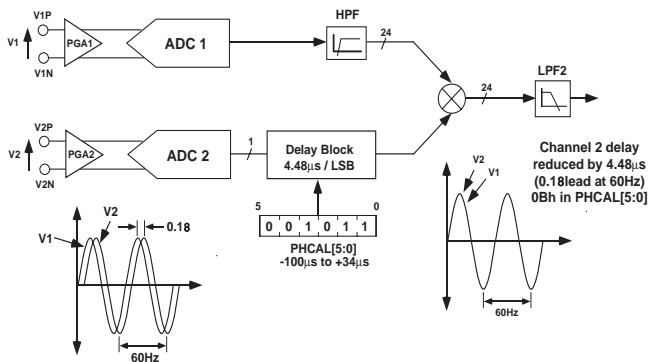 V1P
V1
V1N
PGA1
ADC 1
HPF
24
24
LPF2
V2P
V2
V2N
PGA2
ADC 2
1
Delay Block
4.48µs / LSB
5
0
0 0 1 0 1 1
PHCAL[5:0]
-100µs to +34µs
Channel 2 delay
reduced by 4.48µs
(0.18lead at 60Hz)
0Bh in PHCAL[5:0]
V2
V1
60Hz
V2
V1
0.18
60Hz